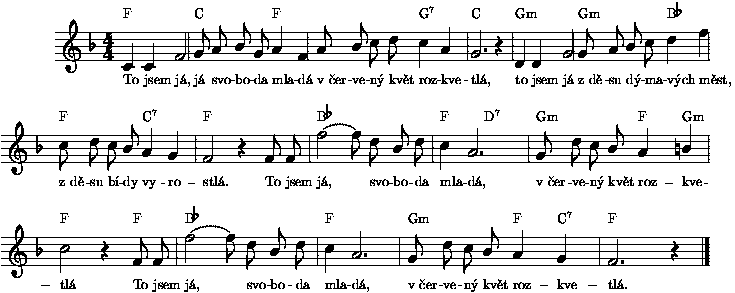 F C F G7 C Gm Gm B♭
To jsem já, já svo-bo-da mla-dá v čer-ve-ný květ roz-kve-tlá, to jsem já z dě-su dý-ma-vých měst,
F C7 F B♭ F D7 Gm F Gm
z dě-su bí-dy vy-ro-stlá. To jsem já, svo-bo-da mla-dá, v čer-ve-ný květ roz-kve-
F F B♭ F Gm F C7 F
-tlá To jsem já, svo-bo-da mla-dá, v čer-ve-ný květ roz-kve-tlá.